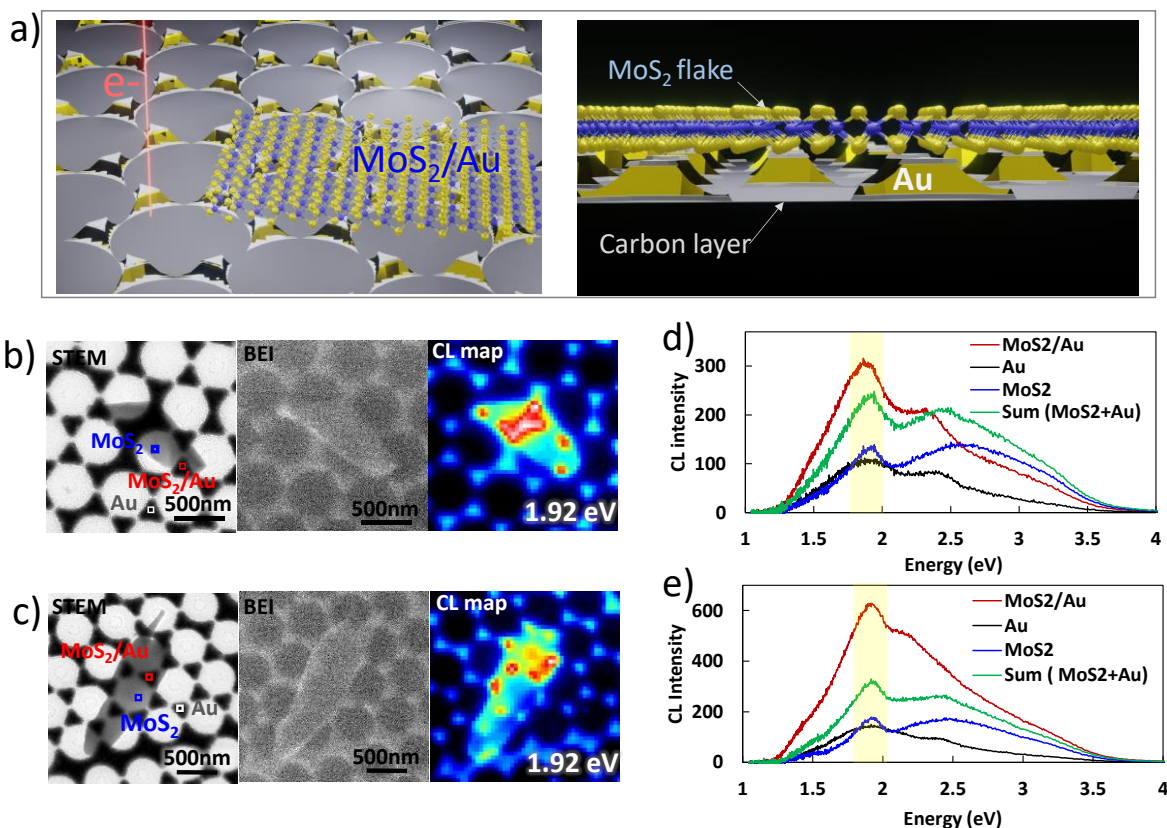 a)
e-
MoS₂/Au
MoS₂ flake
Au
Carbon layer
b)
STEM
MoS₂
MoS₂/Au
Au
500nm
BEI
500nm
CL map
1.92 eV
c)
STEM
MoS₂/Au
MoS₂
Au
500nm
BEI
500nm
CL map
1.92 eV
d)
CL intensity
300
200
100
0
MoS2/Au
Au
MoS2
Sum (MoS2+Au)
1 1.5 2 2.5 3 3.5 4
Energy (eV)
e)
CL Intensity
600
400
200
0
MoS2/Au
Au
MoS2
Sum ( MoS2+Au)
1 1.5 2 2.5 3 3.5 4
Energy (eV)